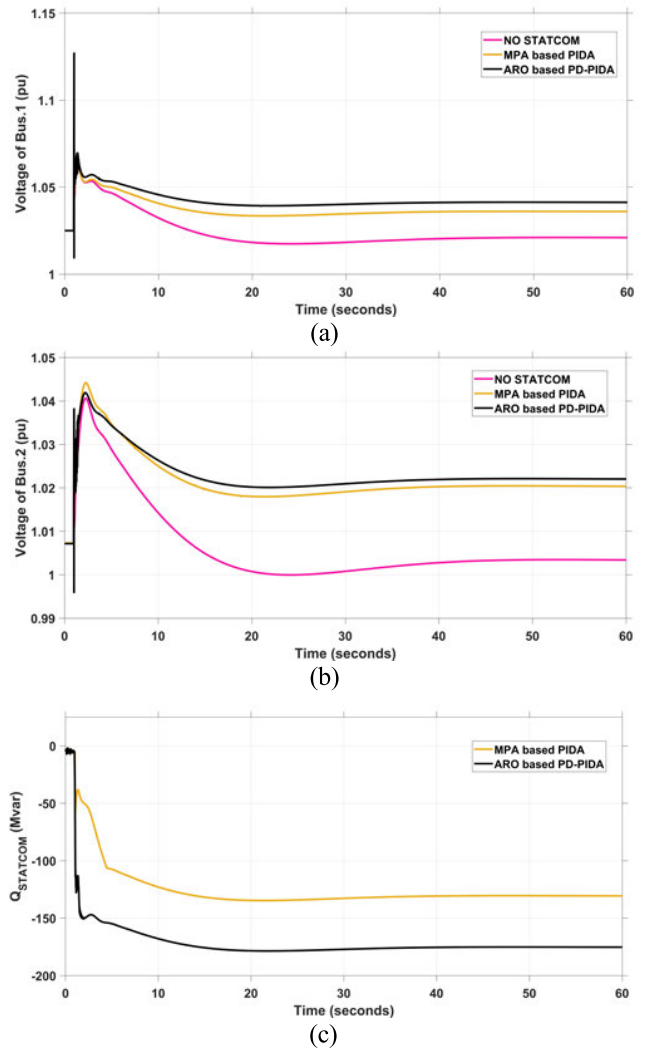 1.15
1.1
1.05
1
Voltage of Bus.1 (pu)
NO STATCOM
MPA based PIDA
ARO based PD-PIDA
0 10 20 30 40 50 60
Time (seconds)
(a)
1.05
1.04
1.03
1.02
1.01
1
0.99
Voltage of Bus.2 (pu)
NO STATCOM
MPA based PIDA
ARO based PD-PIDA
0 10 20 30 40 50 60
Time (seconds)
(b)
0
-50
-100
-150
-200
Q_STATCOM (Mvar)
MPA based PIDA
ARO based PD-PIDA
0 10 20 30 40 50 60
Time (seconds)
(c)